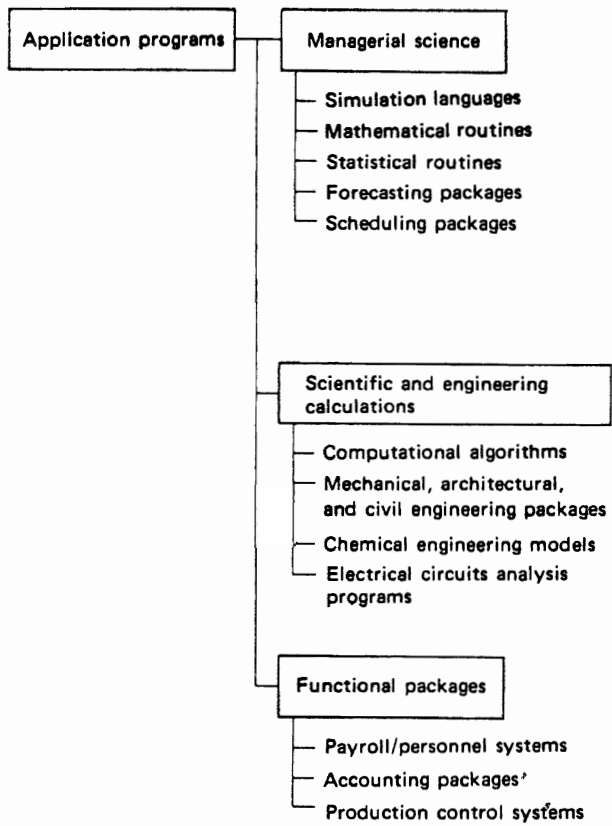 Application programs
Managerial science
Simulation languages
Mathematical routines
Statistical routines
Forecasting packages
Scheduling packages
Scientific and engineering
calculations
Computational algorithms
Mechanical, architectural,
and civil engineering packages
Chemical engineering models
Electrical circuits analysis
programs
Functional packages
Payroll/personnel systems
Accounting packages
Production control systems